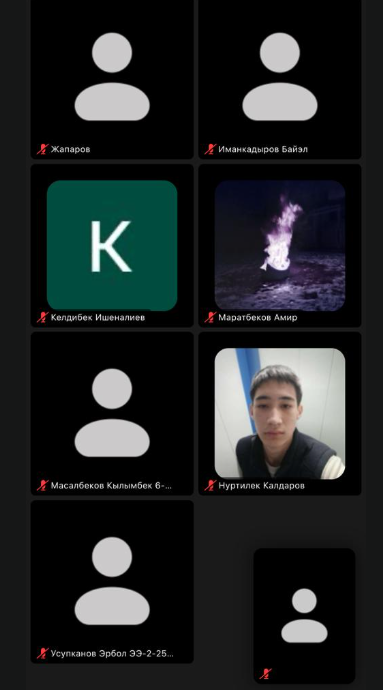 Жапаров
Иманкадыров Байэл
K
Келдибек Ишеналиев
Маратбеков Амир
Масалбеков Кылымбек 6-...
Нуртилек Калдаров
Усупканов Эрбол ЭЭ-2-25...